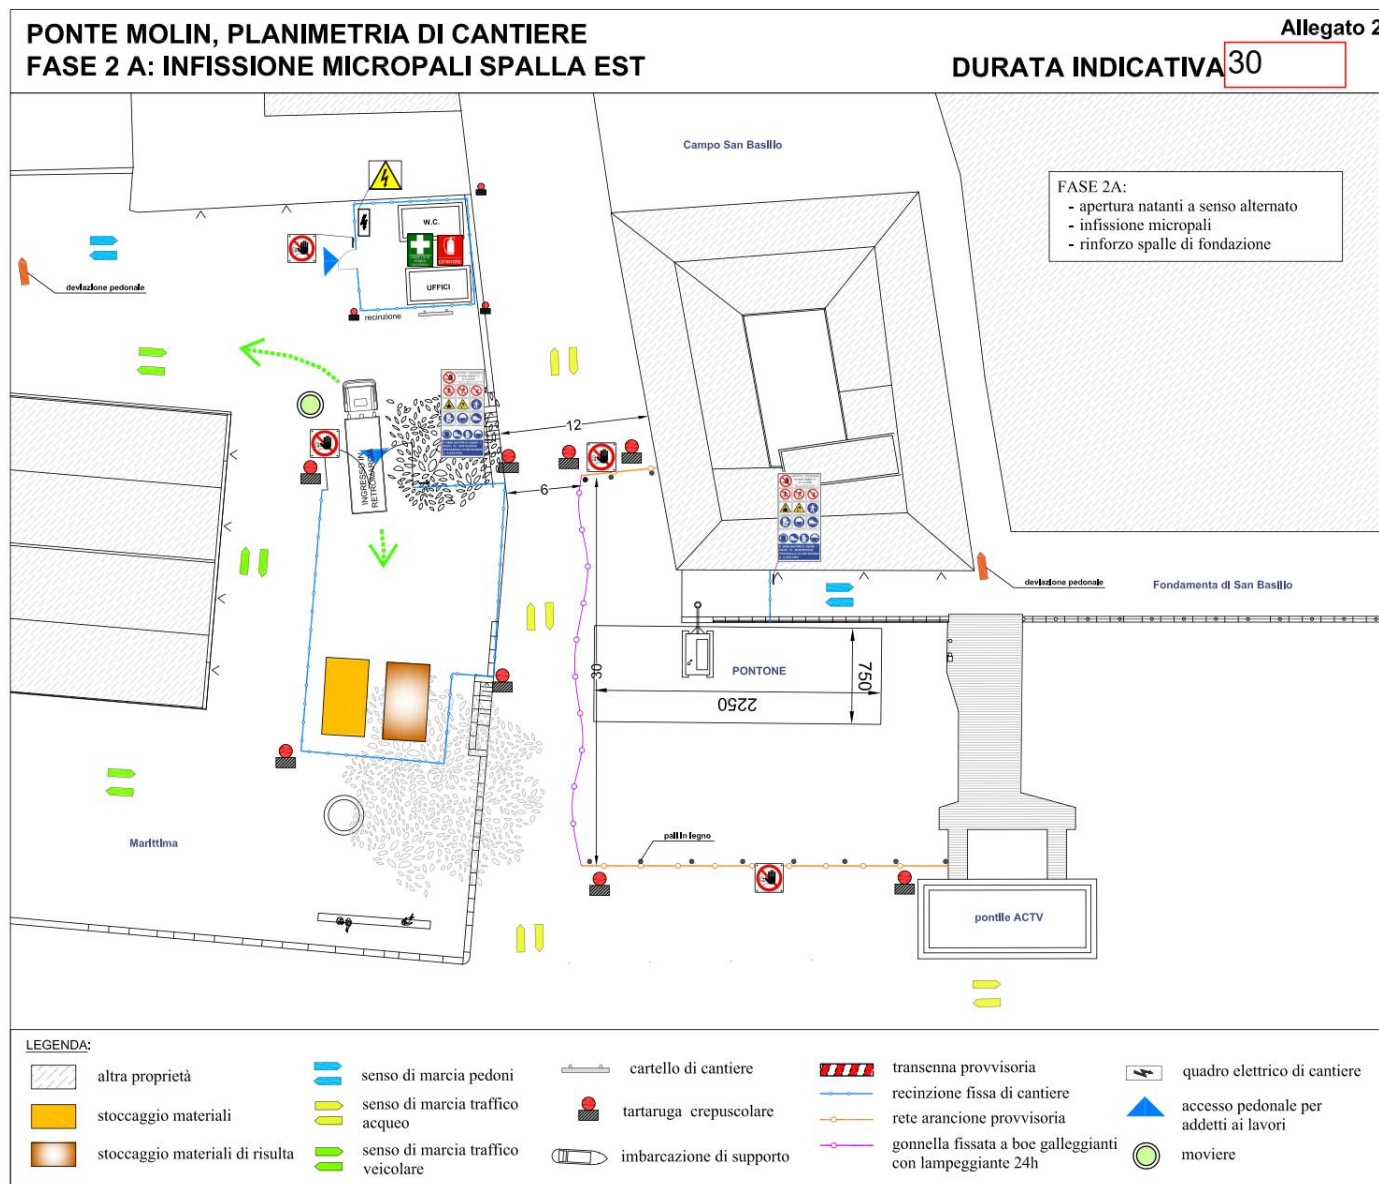 Allegato 2
PONTE MOLIN, PLANIMETRIA DI CANTIERE
FASE 2 A: INFISSIONE MICROPALI SPALLA EST
DURATA INDICATIVA 30
Campo San Basilio
FASE 2A:
- apertura natanti a senso alternato
- infissione micropali
- rinforzo spalle di fondazione
W.C.
ESTINTORE
UFFICI
recinzione
deviazione pedonale
12
6
INGRESSO IN
RETROMARCIA
deviazione pedonale
Fondamenta di San Basilio
30
PONTONE
750
2250
pali in legno
Marittima
pontile ACTV
LEGENDA:
altra proprietà
stoccaggio materiali
stoccaggio materiali di risulta
senso di marcia pedoni
senso di marcia traffico
acqueo
senso di marcia traffico
veicolare
cartello di cantiere
tartaruga crepuscolare
imbarcazione di supporto
transenna provvisoria
recinzione fissa di cantiere
rete arancione provvisoria
gonnella fissata a boe galleggianti
con lampeggiante 24h
quadro elettrico di cantiere
accesso pedonale per
addetti ai lavori
moviere